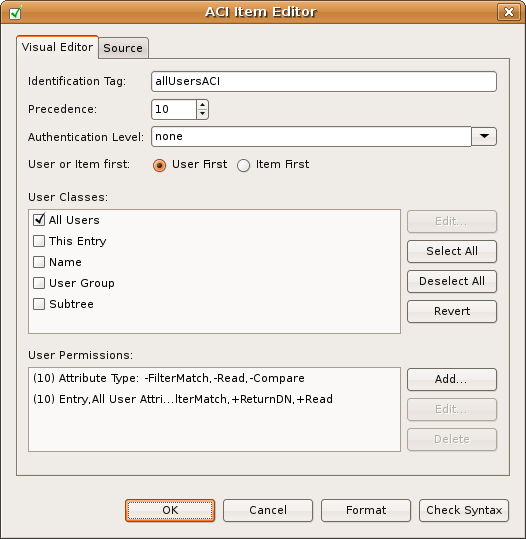 ACI Item Editor
Visual Editor Source
Identification Tag: allUsersACI
Precedence: 10
Authentication Level: none
User or Item first: User First Item First
User Classes:
All Users
This Entry
Name
User Group
Subtree
Edit...
Select All
Deselect All
Revert
User Permissions:
(10) Attribute Type: -FilterMatch,-Read,-Compare
(10) Entry,All User Attri...lterMatch,+ReturnDN,+Read
Add...
Edit...
Delete
OK Cancel Format Check Syntax